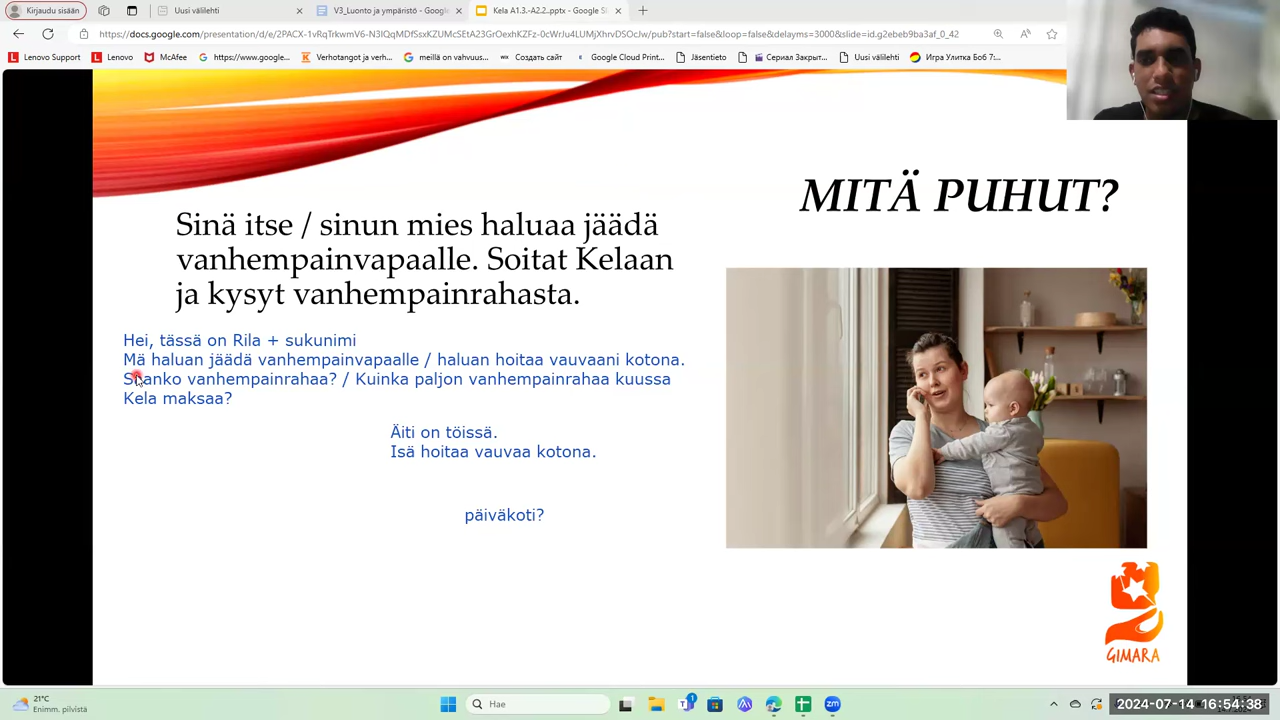 Kirjaudu sisään
Uusi välilehti
V3_Luonto ja ympäristö - Google
Kela A1.3.-A2.2..pptx - Google Sl
https://docs.google.com/presentation/d/e/2PACX-1vRqTrkwmV6-N3IQqMDfSsxKZUMcSEtA23GrOexhKZFz-0cWrJu4LUMjXhrvDSOcJw/pub?start=false&loop=false&delayms=3000&slide=id.g2ebeb9ba3af_0_42
Lenovo Support
Lenovo
McAfee
https://www.google...
Verhotangot ja verh...
meillä on vahvuus...
Создать сайт
Google Cloud Print...
Jäsentieto
Сериал Закрыт...
Uusi välilehti
Игра Улитка Боб 7:...
MITÄ PUHUT?
Sinä itse / sinun mies haluaa jäädä
vanhempainvapaalle. Soitat Kelaan
ja kysyt vanhempainrahasta.
Hei, tässä on Rila + sukunimi
Mä haluan jäädä vanhempainvapaalle / haluan hoitaa vauvaani kotona.
Saanko vanhempainrahaa? / Kuinka paljon vanhempainrahaa kuussa
Kela maksaa?
Äiti on töissä.
Isä hoitaa vauvaa kotona.
päiväkoti?
GIMARA
21°C
Enimm. pilvistä
Hae
2024-07-14 16:54:38